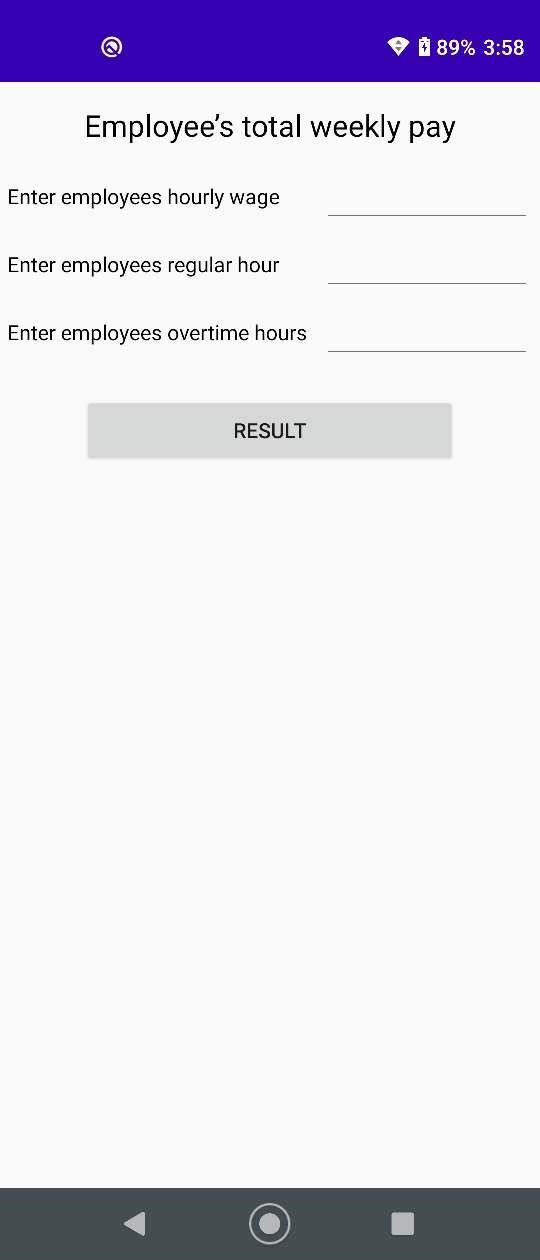 89% 3:58
Employee’s total weekly pay
Enter employees hourly wage
Enter employees regular hour
Enter employees overtime hours
RESULT